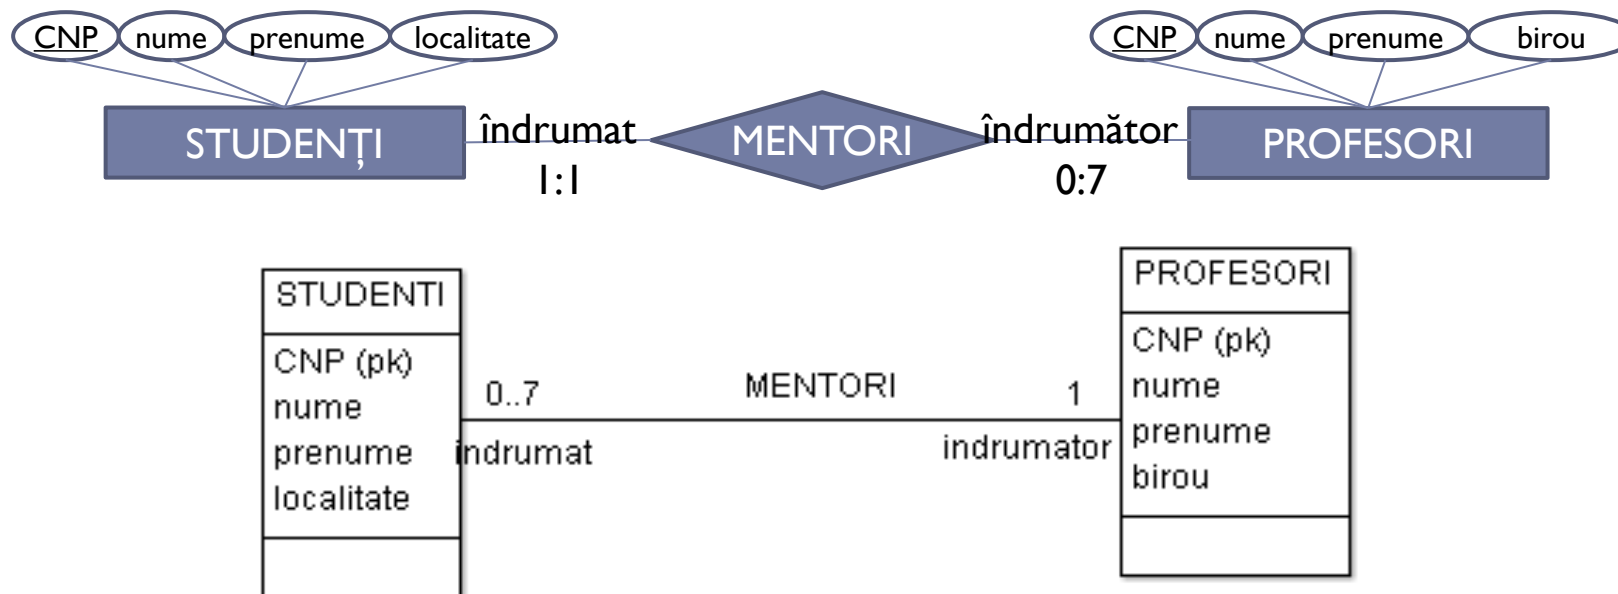 CNP nume prenume localitate CNP nume prenume birou
STUDENȚI îndrumat MENTORI îndrumător PROFESORI
1:1 0:7
STUDENTI
CNP (pk)
nume
prenume
localitate
0..7 MENTORI 1
indrumat indrumator
PROFESORI
CNP (pk)
nume
prenume
birou